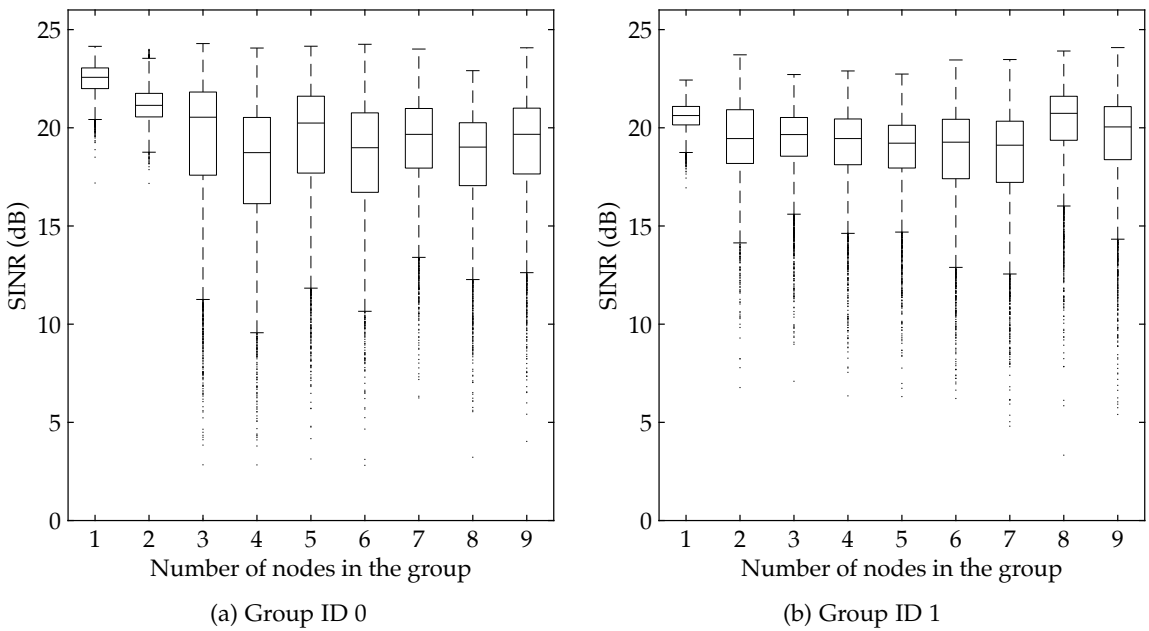 25
20
15
10
5
0
SINR (dB)
1 2 3 4 5 6 7 8 9
Number of nodes in the group
(a) Group ID 0
25
20
15
10
5
0
SINR (dB)
1 2 3 4 5 6 7 8 9
Number of nodes in the group
(b) Group ID 1